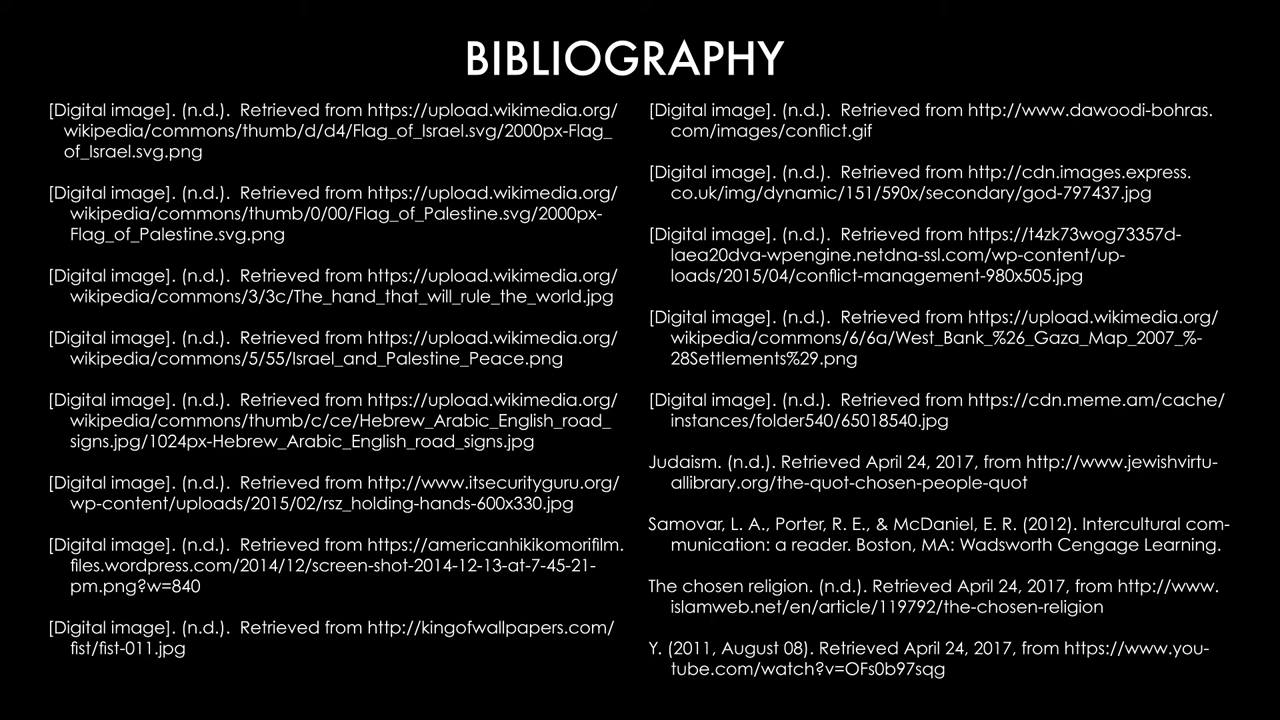 BIBLIOGRAPHY
[Digital image]. (n.d.). Retrieved from https://upload.wikimedia.org/
wikipedia/commons/thumb/d/d4/Flag_of_Israel.svg/2000px-Flag_
of_Israel.svg.png
[Digital image]. (n.d.). Retrieved from https://upload.wikimedia.org/
wikipedia/commons/thumb/0/00/Flag_of_Palestine.svg/2000px-
Flag_of_Palestine.svg.png
[Digital image]. (n.d.). Retrieved from https://upload.wikimedia.org/
wikipedia/commons/3/3c/The_hand_that_will_rule_the_world.jpg
[Digital image]. (n.d.). Retrieved from https://upload.wikimedia.org/
wikipedia/commons/5/55/Israel_and_Palestine_Peace.png
[Digital image]. (n.d.). Retrieved from https://upload.wikimedia.org/
wikipedia/commons/thumb/c/ce/Hebrew_Arabic_English_road_
signs.jpg/1024px-Hebrew_Arabic_English_road_signs.jpg
[Digital image]. (n.d.). Retrieved from http://www.itsecurityguru.org/
wp-content/uploads/2015/02/rsz_holding-hands-600x330.jpg
[Digital image]. (n.d.). Retrieved from https://americanhikikomorifilm.
files.wordpress.com/2014/12/screen-shot-2014-12-13-at-7-45-21-
pm.png?w=840
[Digital image]. (n.d.). Retrieved from http://kingofwallpapers.com/
fist/fist-011.jpg
[Digital image]. (n.d.). Retrieved from http://www.dawoodi-bohras.
com/images/conflict.gif
[Digital image]. (n.d.). Retrieved from http://cdn.images.express.
co.uk/img/dynamic/151/590x/secondary/god-797437.jpg
[Digital image]. (n.d.). Retrieved from https://t4zk73wog73357d-
laea20dva-wpengine.netdna-ssl.com/wp-content/up-
loads/2015/04/conflict-management-980x505.jpg
[Digital image]. (n.d.). Retrieved from https://upload.wikimedia.org/
wikipedia/commons/6/6a/West_Bank_%26_Gaza_Map_2007_%-
28Settlements%29.png
[Digital image]. (n.d.). Retrieved from https://cdn.meme.am/cache/
instances/folder540/65018540.jpg
Judaism. (n.d.). Retrieved April 24, 2017, from http://www.jewishvirtu-
allibrary.org/the-quot-chosen-people-quot
Samovar, L. A., Porter, R. E., & McDaniel, E. R. (2012). Intercultural com-
munication: a reader. Boston, MA: Wadsworth Cengage Learning.
The chosen religion. (n.d.). Retrieved April 24, 2017, from http://www.
islamweb.net/en/article/119792/the-chosen-religion
Y. (2011, August 08). Retrieved April 24, 2017, from https://www.you-
tube.com/watch?v=OFs0b97sqg